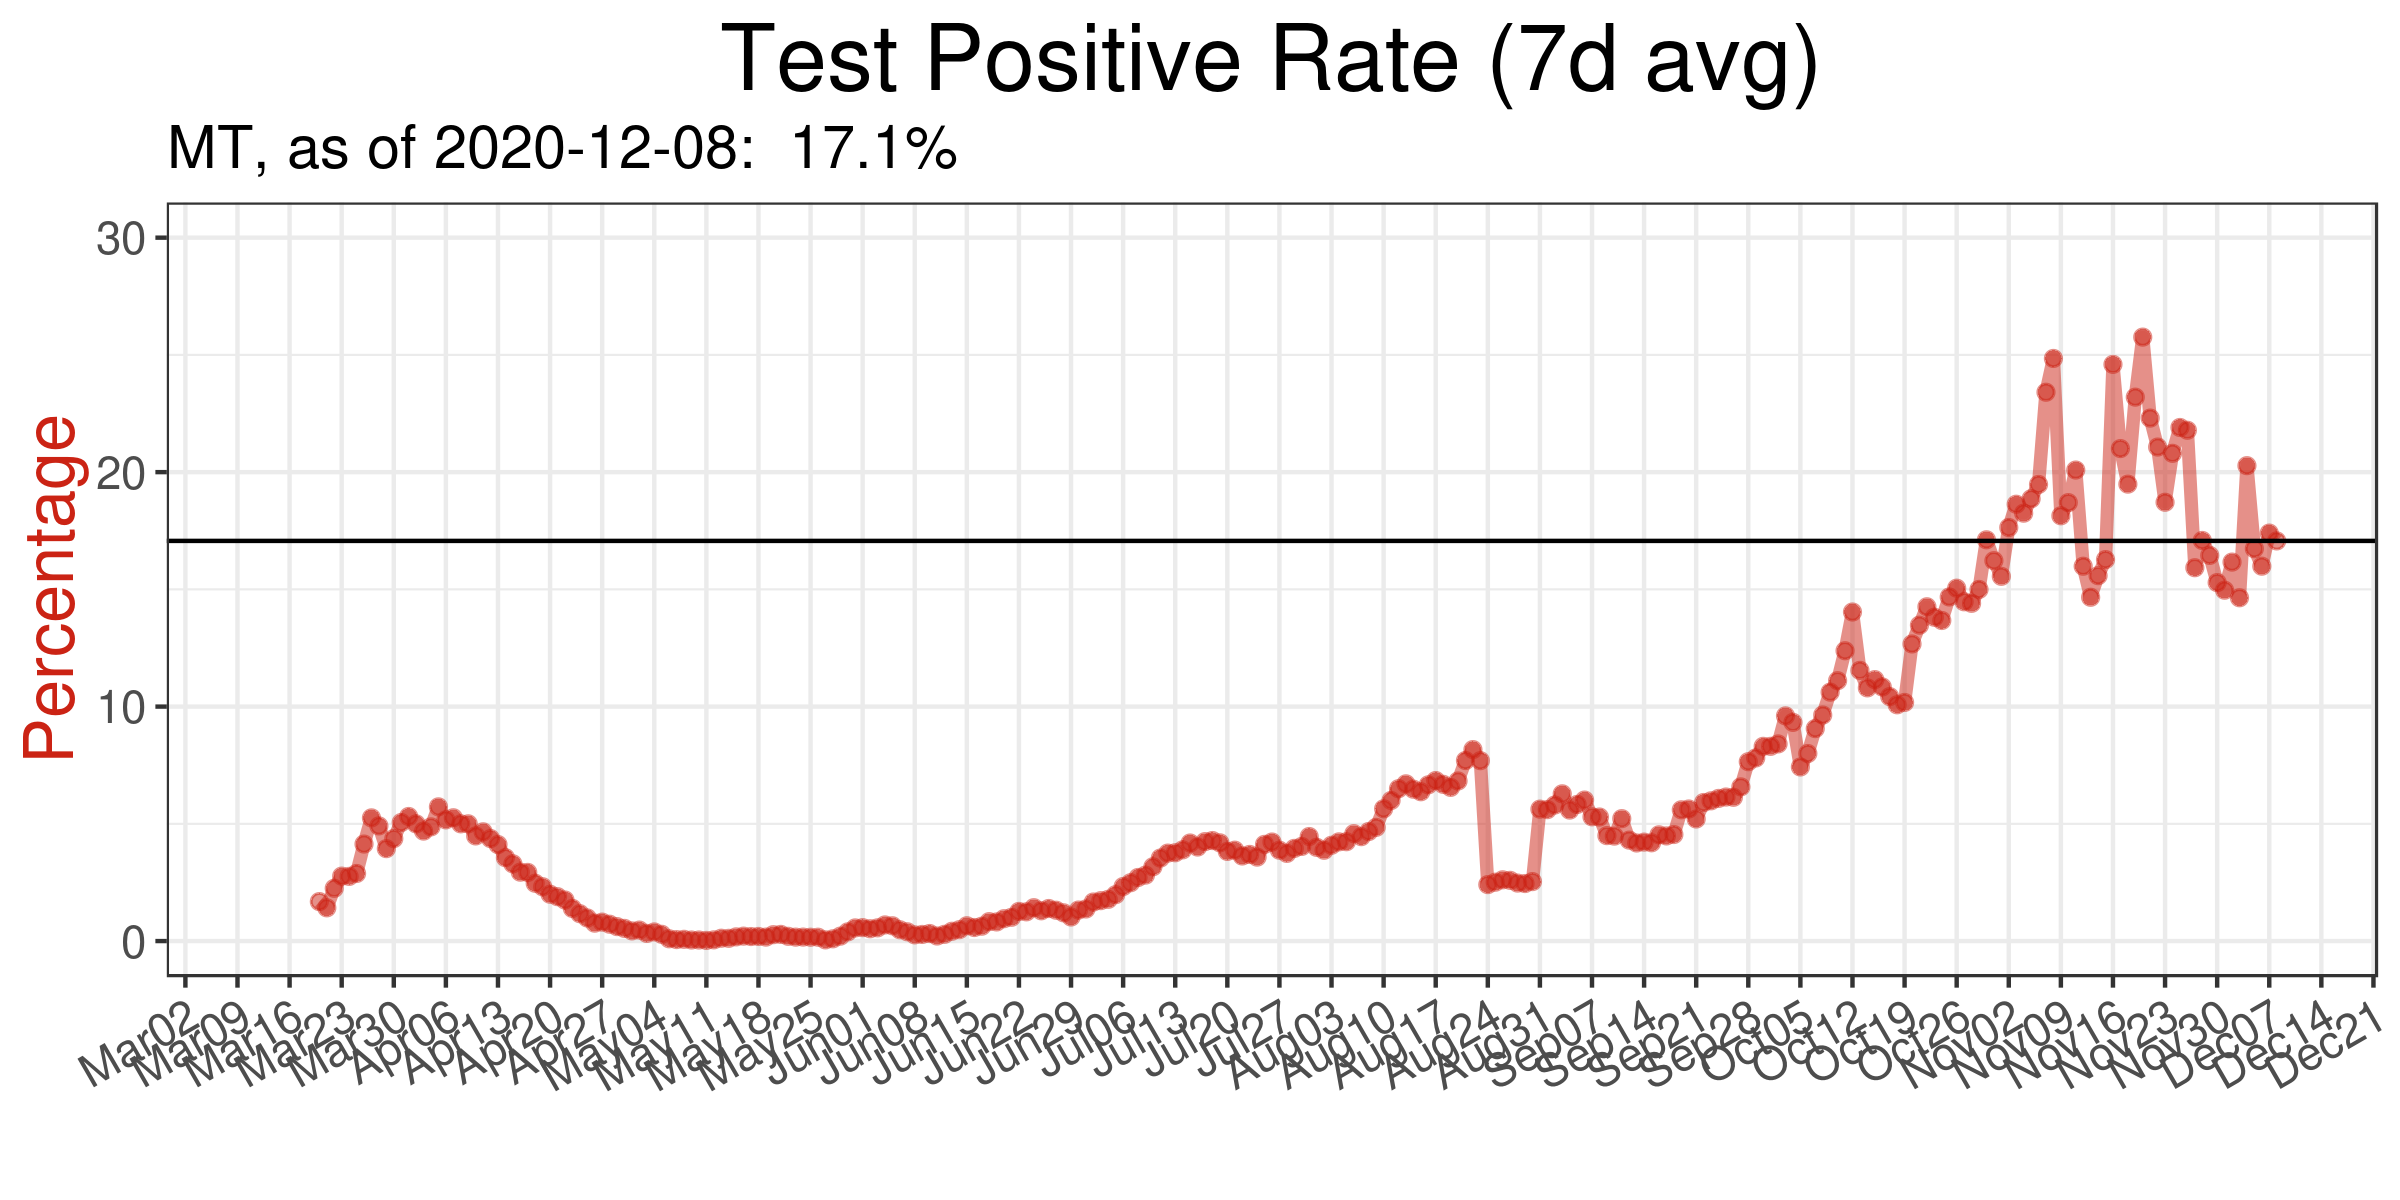 Test Positive Rate (7d avg)
MT, as of 2020-12-08:  17.1%
Percentage
30
20
10
0
Mar02
Mar09
Mar16
Mar23
Mar30
Apr06
Apr13
Apr20
Apr27
May04
May11
May18
May25
Jun01
Jun08
Jun15
Jun22
Jun29
Jul06
Jul13
Jul20
Jul27
Aug03
Aug10
Aug17
Aug24
Aug31
Sep07
Sep14
Sep21
Sep28
Oct05
Oct12
Oct19
Oct26
Nov02
Nov09
Nov16
Nov23
Nov30
Dec07
Dec14
Dec21